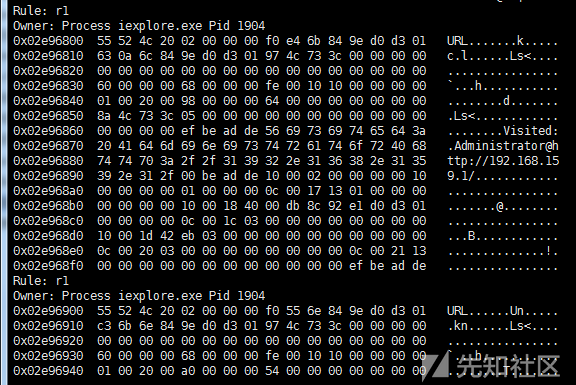 Rule: r1
Owner: Process iexplore.exe Pid 1904
0x02e96800 55 52 4c 20 02 00 00 00 f0 e4 6b 84 9e d0 d3 01 URL.......k.....
0x02e96810 63 0a 6c 84 9e d0 d3 01 97 4c 73 3c 00 00 00 00 c.l......Ls<....
0x02e96820 00 00 00 00 00 00 00 00 00 00 00 00 00 00 00 00 ................
0x02e96830 60 00 00 00 68 00 00 00 fe 00 10 10 00 00 00 00 `...h...........
0x02e96840 01 00 20 00 98 00 00 00 64 00 00 00 00 00 00 00 ........d.......
0x02e96850 8a 4c 73 3c 05 00 00 00 00 00 00 00 00 00 00 00 .Ls<............
0x02e96860 00 00 00 00 ef be ad de 56 69 73 69 74 65 64 3a ........Visited:
0x02e96870 20 41 64 6d 69 6e 69 73 74 72 61 74 6f 72 40 68 .Administrator@h
0x02e96880 74 74 70 3a 2f 2f 31 39 32 2e 31 36 38 2e 31 35 ttp://192.168.15
0x02e96890 39 2e 31 2f 00 be ad de 10 00 02 00 00 00 00 10 9.1/............
0x02e968a0 00 00 00 00 01 00 00 00 0c 00 17 13 01 00 00 00 ................
0x02e968b0 00 00 00 00 10 00 18 40 00 db 8c 92 e1 d0 d3 01 .......@........
0x02e968c0 00 00 00 00 0c 00 1c 03 00 00 00 00 00 00 00 00 ................
0x02e968d0 10 00 1d 42 eb 03 00 00 00 00 00 00 00 00 00 00 ...B............
0x02e968e0 0c 00 20 03 00 00 00 00 00 00 00 00 0c 00 21 13 ..............!.
0x02e968f0 00 00 00 00 00 00 00 00 00 00 00 00 ef be ad de ................
Rule: r1
Owner: Process iexplore.exe Pid 1904
0x02e96900 55 52 4c 20 02 00 00 00 f0 55 6e 84 9e d0 d3 01 URL......Un.....
0x02e96910 c3 6b 6e 84 9e d0 d3 01 97 4c 73 3c 00 00 00 00 .kn......Ls<....
0x02e96920 00 00 00 00 00 00 00 00 00 00 00 00 00 00 00 00 ................
0x02e96930 60 00 00 00 68 00 00 00 fe 00 10 10 00 00 00 00 `...h...........
0x02e96940 01 00 20 00 a0 00 00 00 54 00 00 00 00 00 00 00 ........T.......
先知社区